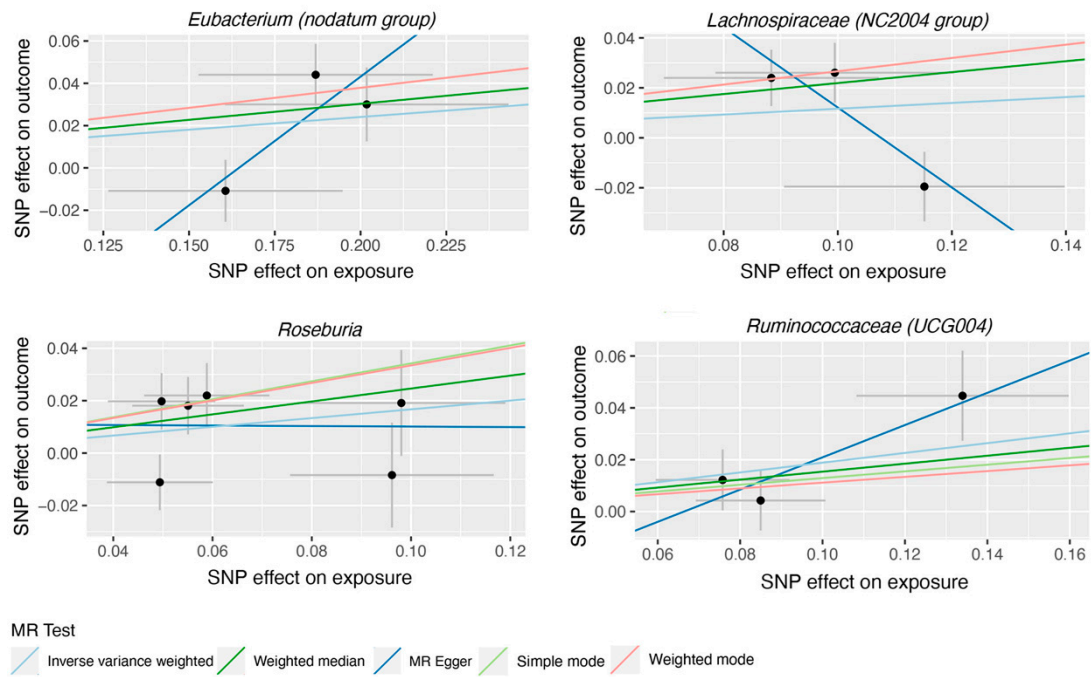 Eubacterium (nodatum group)
SNP effect on outcome
0.06
0.04
0.02
0.00
−0.02
0.125
0.150
0.175
0.200
0.225
SNP effect on exposure
Lachnospiraceae (NC2004 group)
SNP effect on outcome
0.04
0.02
0.00
−0.02
0.08
0.10
0.12
0.14
SNP effect on exposure
Roseburia
SNP effect on outcome
0.04
0.02
0.00
−0.02
0.04
0.06
0.08
0.10
0.12
SNP effect on exposure
Ruminococcaceae (UCG004)
SNP effect on outcome
0.06
0.04
0.02
0.00
0.06
0.08
0.10
0.12
0.14
0.16
SNP effect on exposure
MR Test
Inverse variance weighted
Weighted median
MR Egger
Simple mode
Weighted mode